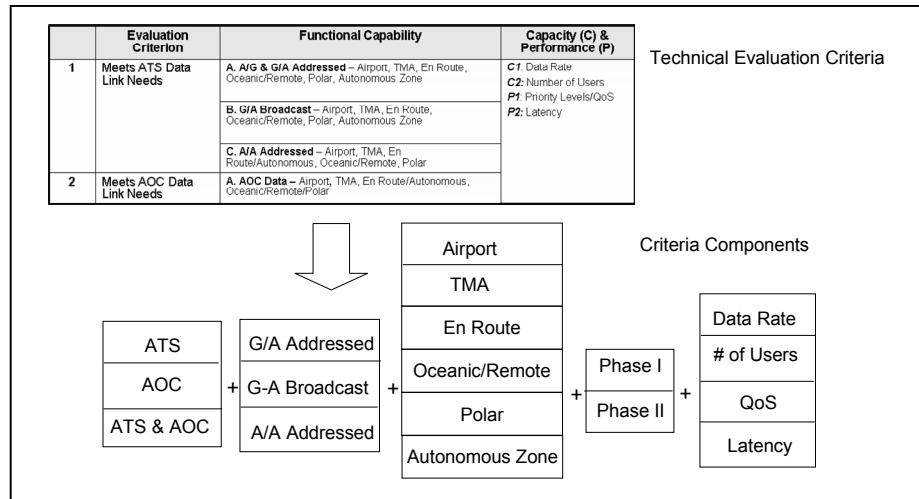 Evaluation Criterion
Functional Capability
Capacity (C) & Performance (P)
Technical Evaluation Criteria
1
Meets ATS Data
Link Needs
A. A/G & G/A Addressed – Airport, TMA, En Route,
Oceanic/Remote, Polar, Autonomous Zone
B. G/A Broadcast – Airport, TMA, En Route,
Oceanic/Remote, Polar, Autonomous Zone
C. A/A Addressed – Airport, TMA, En
Route/Autonomous, Oceanic/Remote, Polar
C1: Data Rate
C2: Number of Users
P1: Priority Levels/QoS
P2: Latency
2
Meets AOC Data
Link Needs
A. AOC Data – Airport, TMA, En Route/Autonomous,
Oceanic/Remote/Polar
Criteria Components
ATS
AOC
ATS & AOC
+
G/A Addressed
G-A Broadcast
A/A Addressed
+
Airport
TMA
En Route
Oceanic/Remote
Polar
Autonomous Zone
+
Phase I
Phase II
+
Data Rate
# of Users
QoS
Latency